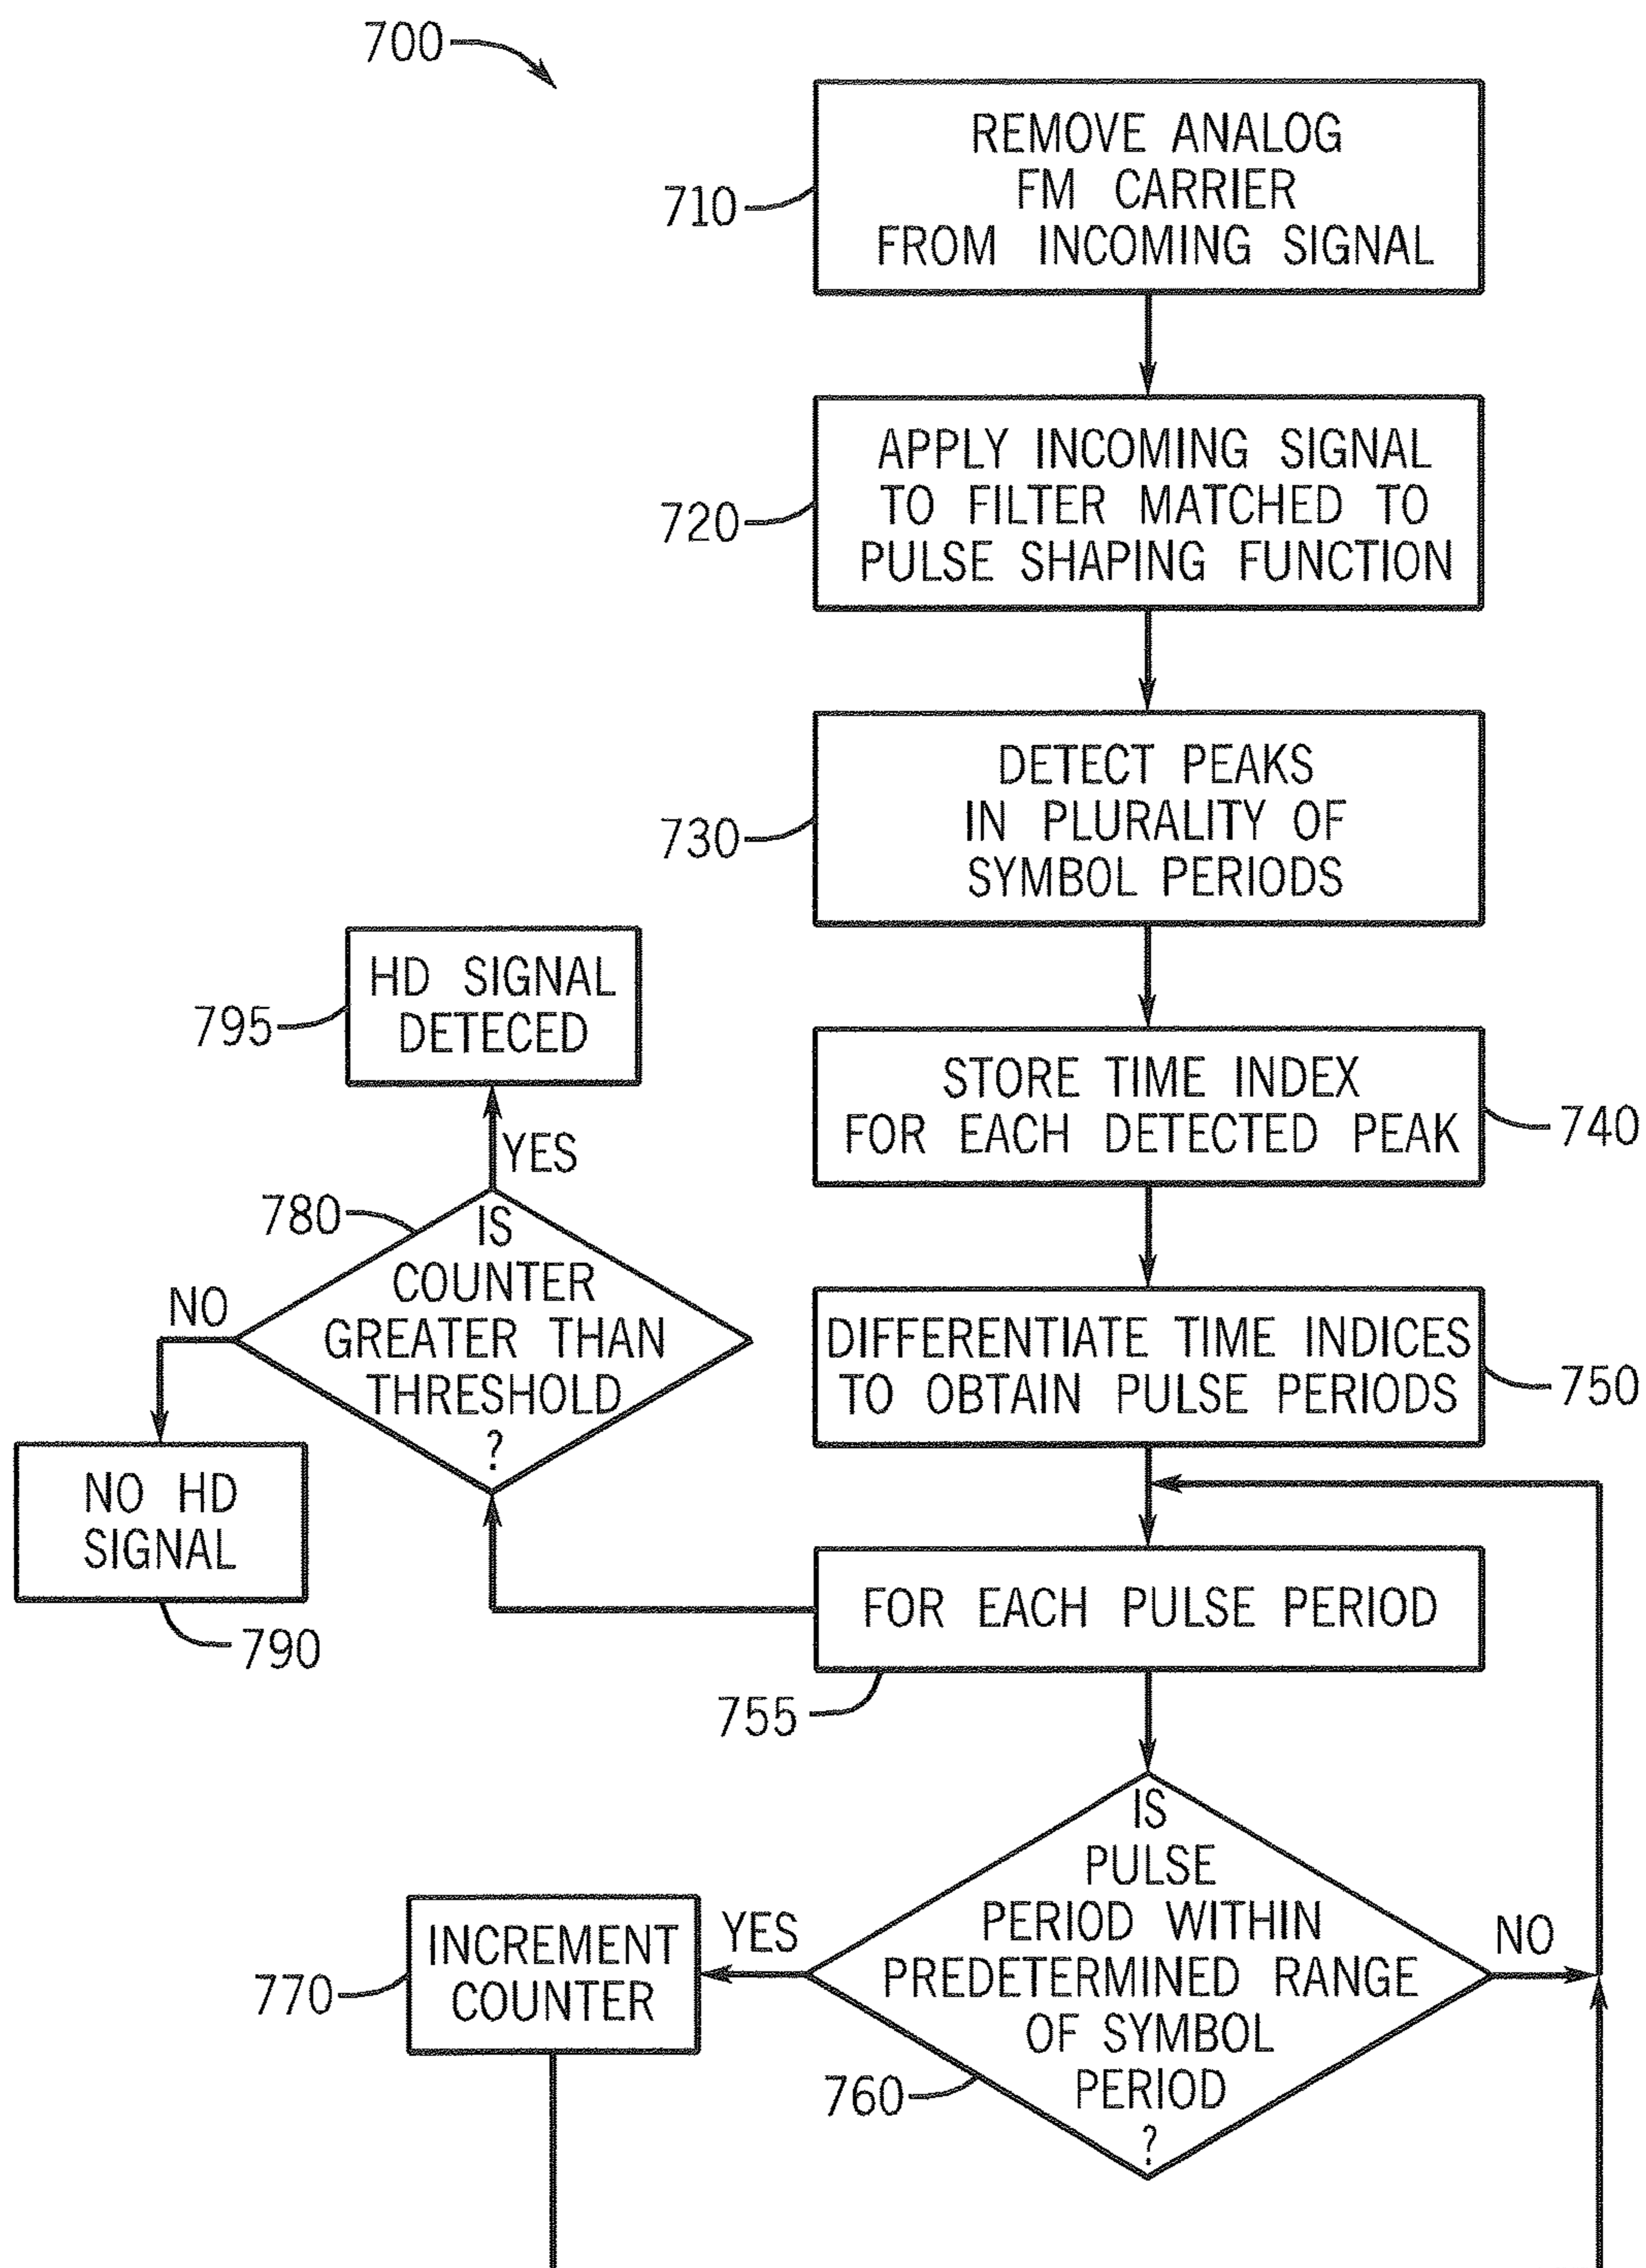 700
REMOVE ANALOG
FM CARRIER
FROM INCOMING SIGNAL
710
APPLY INCOMING SIGNAL
TO FILTER MATCHED TO
PULSE SHAPING FUNCTION
720
DETECT PEAKS
IN PLURALITY OF
SYMBOL PERIODS
730
STORE TIME INDEX
FOR EACH DETECTED PEAK
740
DIFFERENTIATE TIME INDICES
TO OBTAIN PULSE PERIODS
750
FOR EACH PULSE PERIOD
755
IS
PULSE
PERIOD WITHIN
PREDETERMINED RANGE
OF SYMBOL
PERIOD
?
760
YES
NO
INCREMENT
COUNTER
770
IS
COUNTER
GREATER THAN
THRESHOLD
?
780
YES
NO
NO HD
SIGNAL
790
HD SIGNAL
DETECED
795